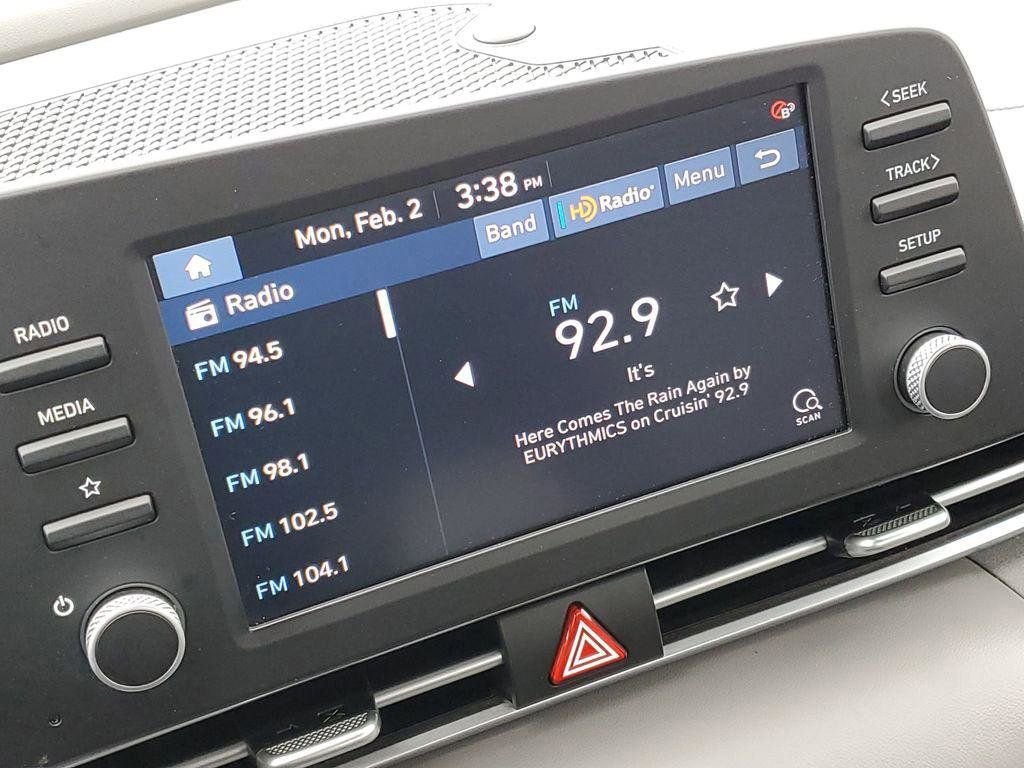 <SEEK
TRACK>
SETUP
RADIO
MEDIA
Mon, Feb. 2
3:38 PM
B
Radio
Band
HD Radio
Menu
FM 94.5
FM 96.1
FM 98.1
FM 102.5
FM 104.1
FM
92.9
It's
Here Comes The Rain Again by
EURYTHMICS on Cruisin' 92.9
SCAN